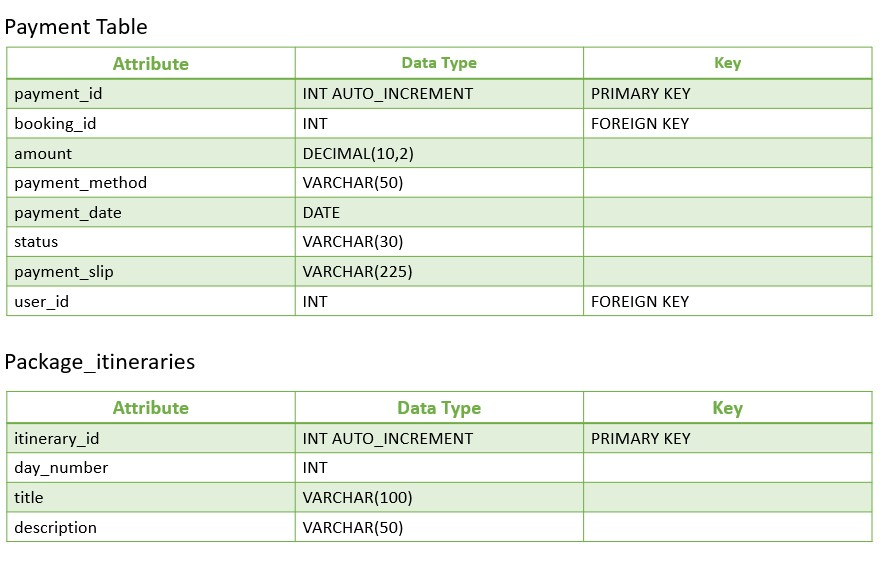 Payment Table
Attribute Data Type Key
payment_id INT AUTO_INCREMENT PRIMARY KEY
booking_id INT FOREIGN KEY
amount DECIMAL(10,2)
payment_method VARCHAR(50)
payment_date DATE
status VARCHAR(30)
payment_slip VARCHAR(225)
user_id INT FOREIGN KEY
Package_itineraries
Attribute Data Type Key
itinerary_id INT AUTO_INCREMENT PRIMARY KEY
day_number INT
title VARCHAR(100)
description VARCHAR(50)